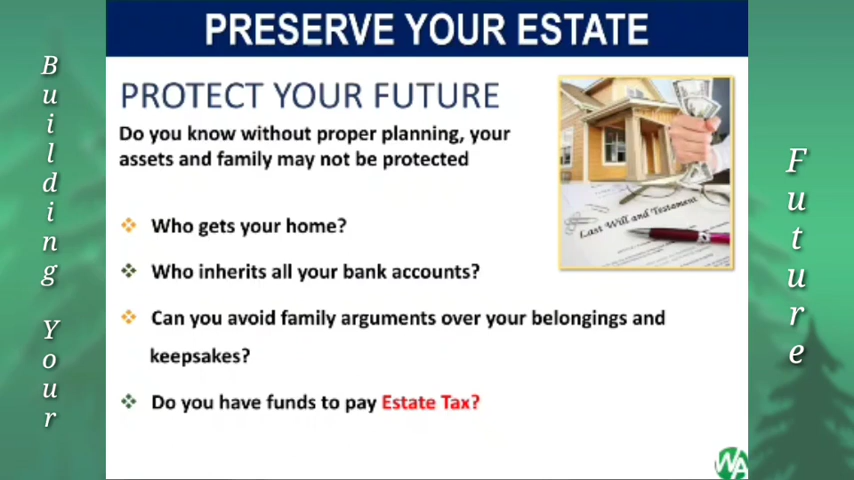 PRESERVE YOUR ESTATE
PROTECT YOUR FUTURE
Do you know without proper planning, your
assets and family may not be protected
Who gets your home?
Who inherits all your bank accounts?
Can you avoid family arguments over your belongings and
keepsakes?
Do you have funds to pay Estate Tax?
Last Will and Testament
Building Your
Future
WA